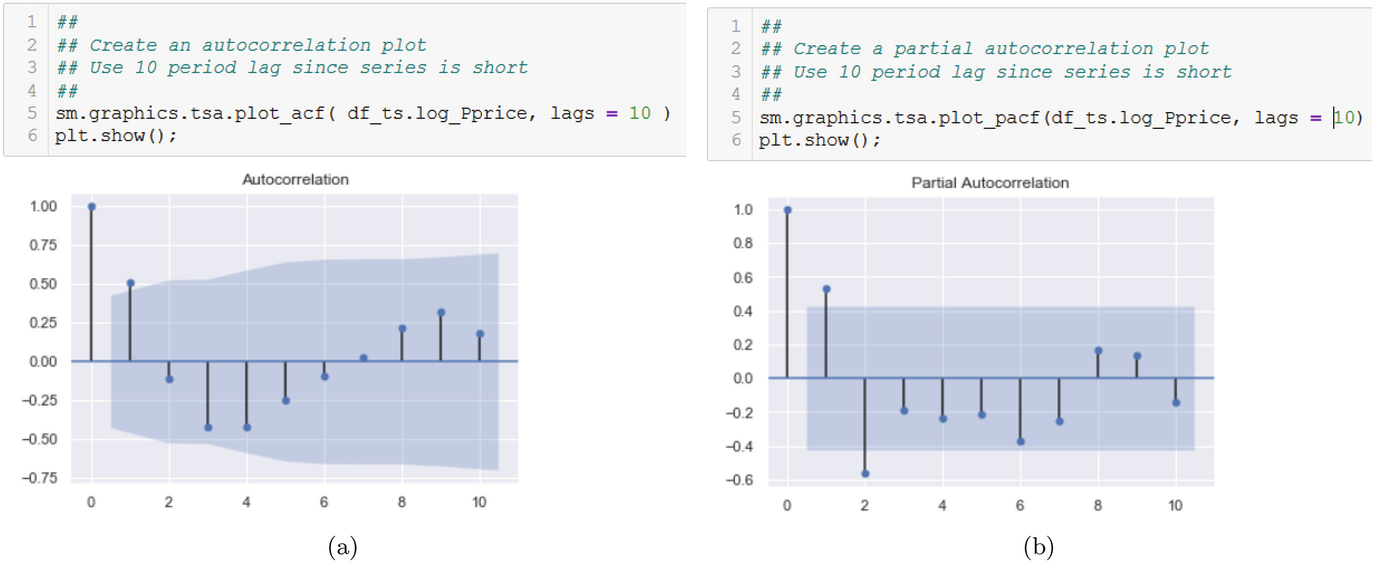 1 ##
2 ## Create an autocorrelation plot
3 ## Use 10 period lag since series is short
4 ##
5 sm.graphics.tsa.plot_acf( df_ts.log_Pprice, lags = 10 )
6 plt.show();
Autocorrelation
1.00
0.75
0.50
0.25
0.00
−0.25
−0.50
−0.75
0 2 4 6 8 10
(a)
1 ##
2 ## Create a partial autocorrelation plot
3 ## Use 10 period lag since series is short
4 ##
5 sm.graphics.tsa.plot_pacf(df_ts.log_Pprice, lags = 10)
6 plt.show();
Partial Autocorrelation
1.0
0.8
0.6
0.4
0.2
0.0
−0.2
−0.4
−0.6
0 2 4 6 8 10
(b)